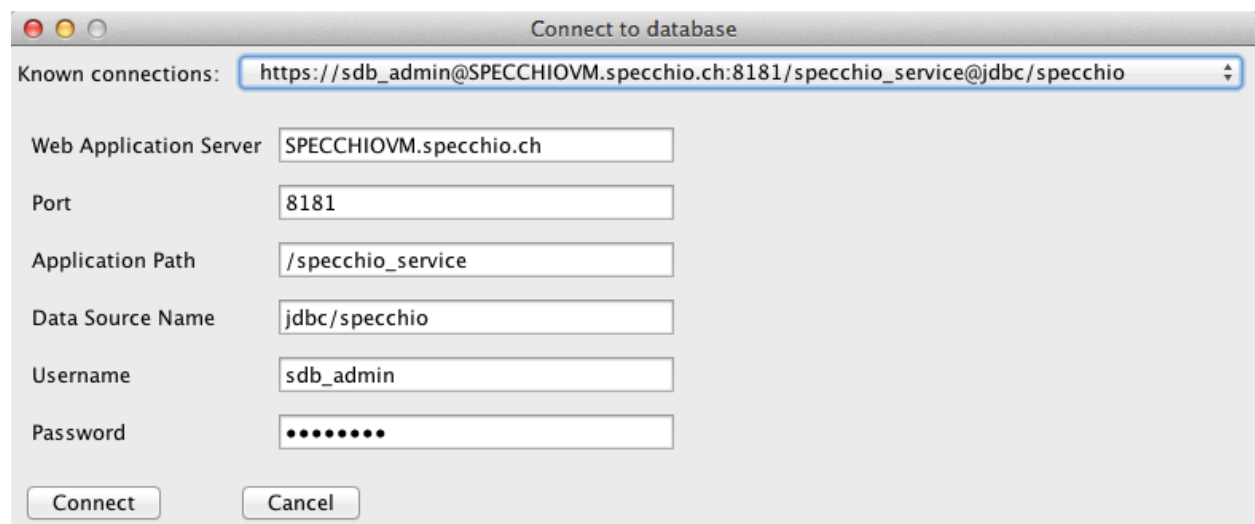 Connect to database
Known connections: https://sdb_admin@SPECCHIOVM.specchio.ch:8181/specchio_service@jdbc/specchio
Web Application Server SPECCHIOVM.specchio.ch
Port 8181
Application Path /specchio_service
Data Source Name jdbc/specchio
Username sdb_admin
Password ••••••••
Connect Cancel